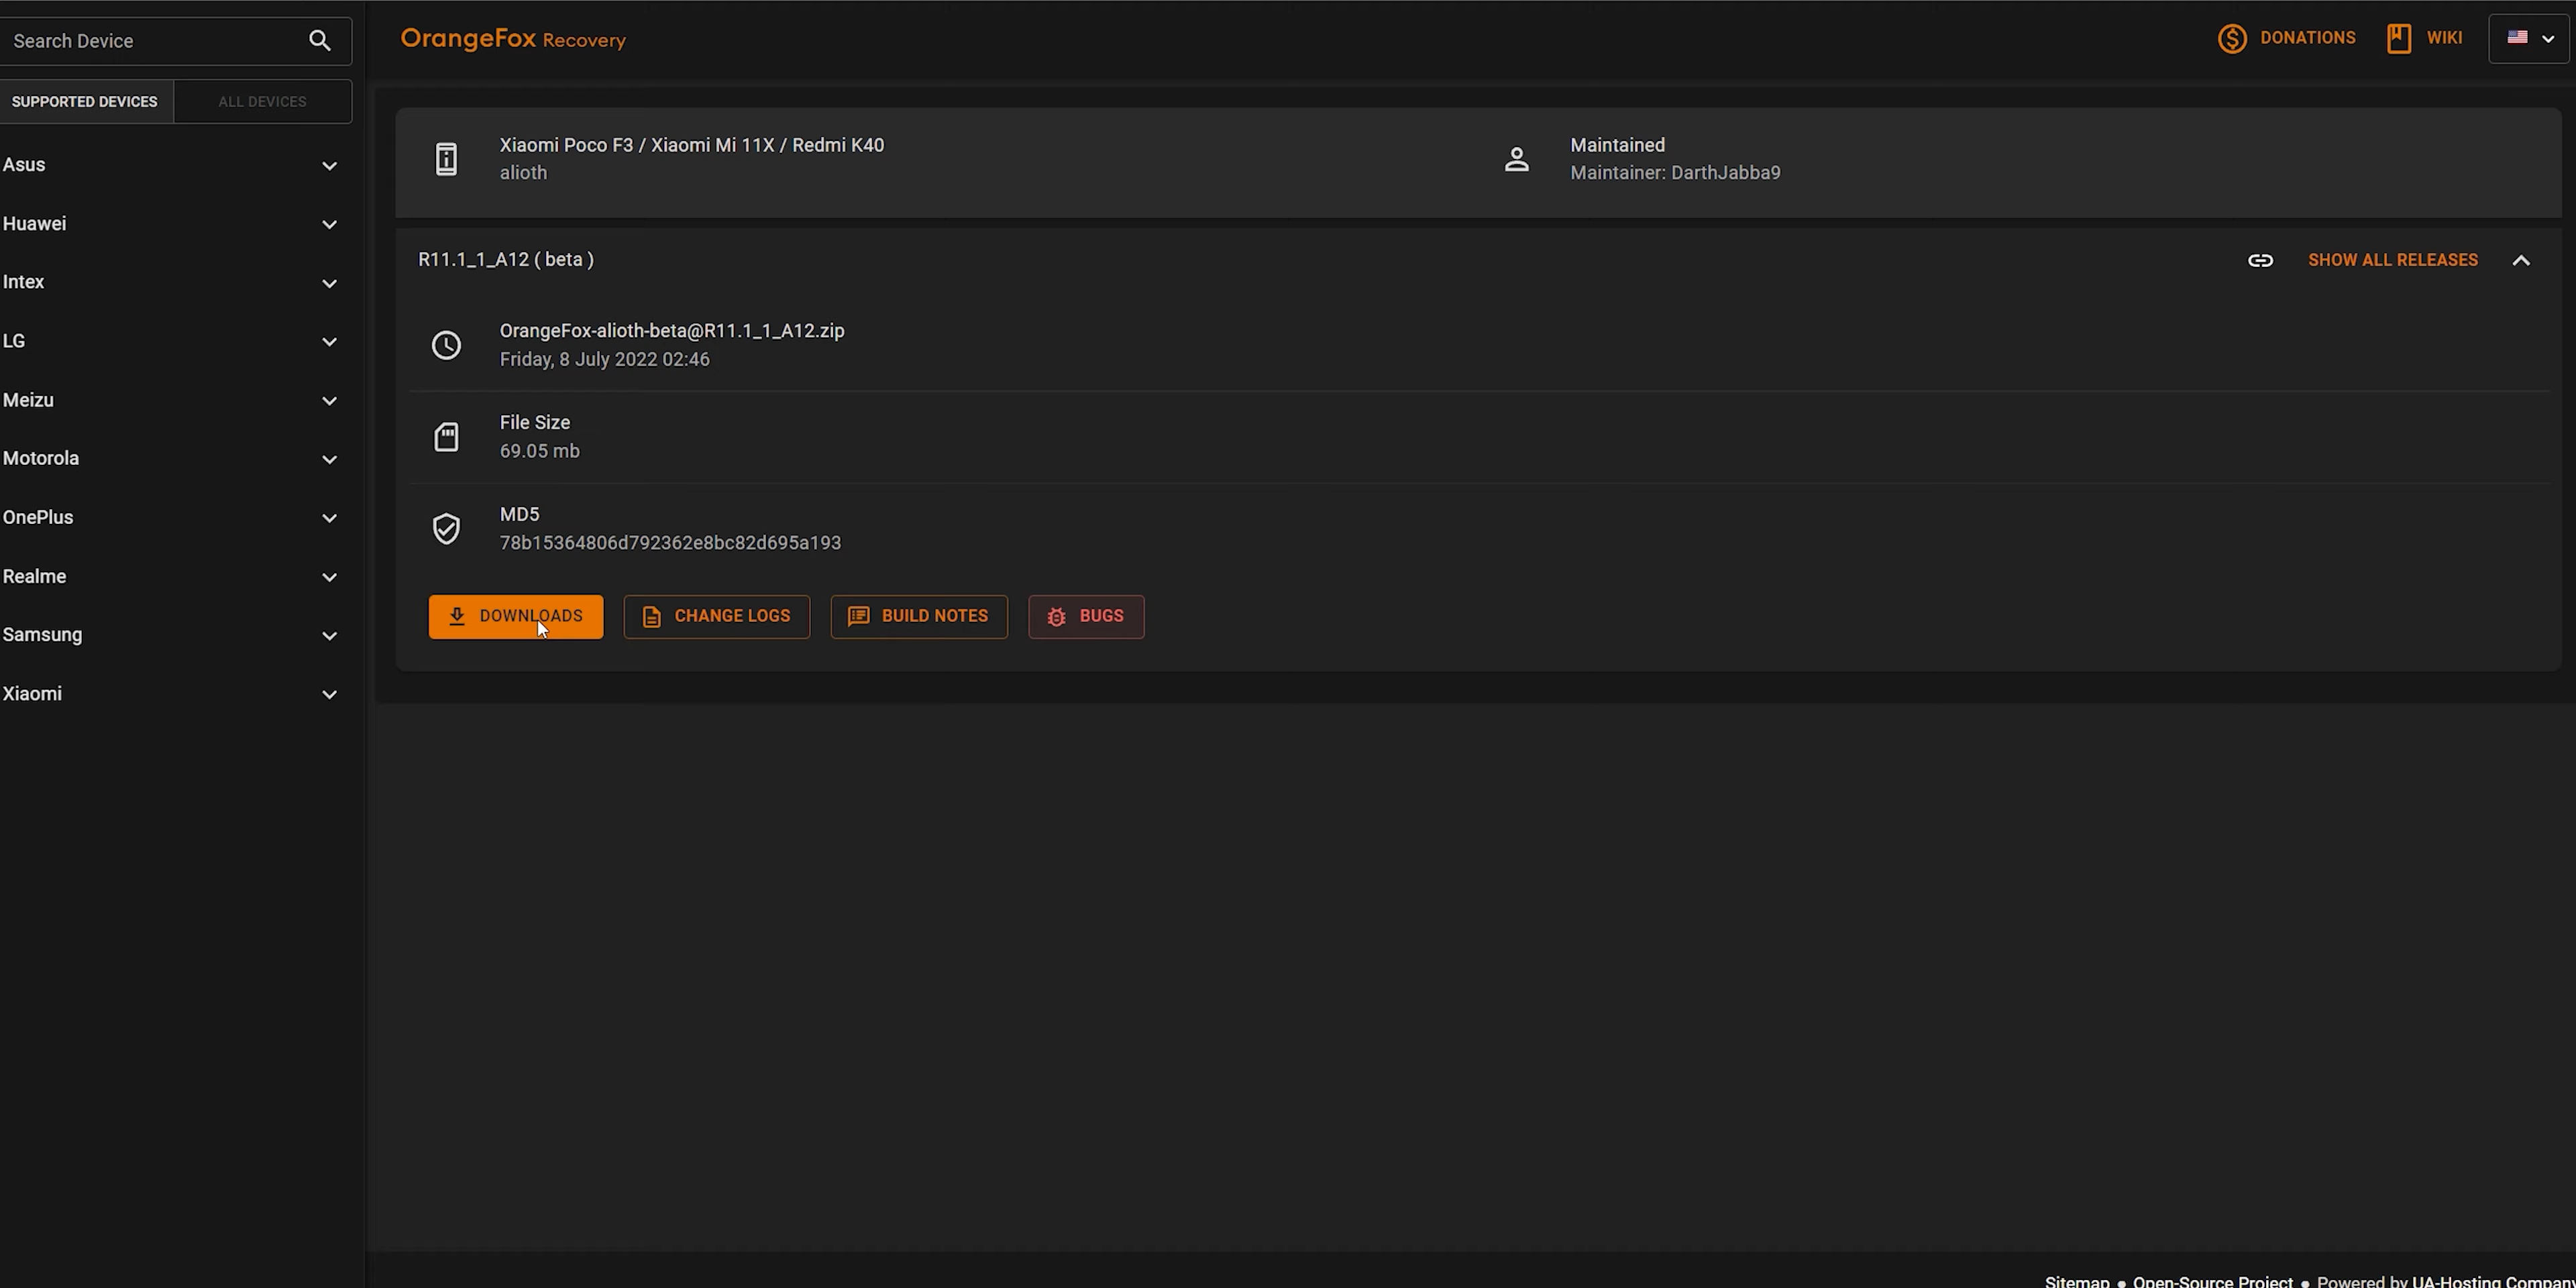 Search Device
SUPPORTED DEVICES
ALL DEVICES
Asus
Huawei
Intex
LG
Meizu
Motorola
OnePlus
Realme
Samsung
Xiaomi
OrangeFox Recovery
DONATIONS
WIKI
Xiaomi Poco F3 / Xiaomi Mi 11X / Redmi K40
alioth
Maintained
Maintainer: DarthJabba9
R11.1_1_A12 ( beta )
SHOW ALL RELEASES
OrangeFox-alioth-beta@R11.1_1_A12.zip
Friday, 8 July 2022 02:46
File Size
69.05 mb
MD5
78b15364806d792362e8bc82d695a193
DOWNLOADS
CHANGE LOGS
BUILD NOTES
BUGS
Sitemap • Open-Source Project • Powered by UA-Hosting Company